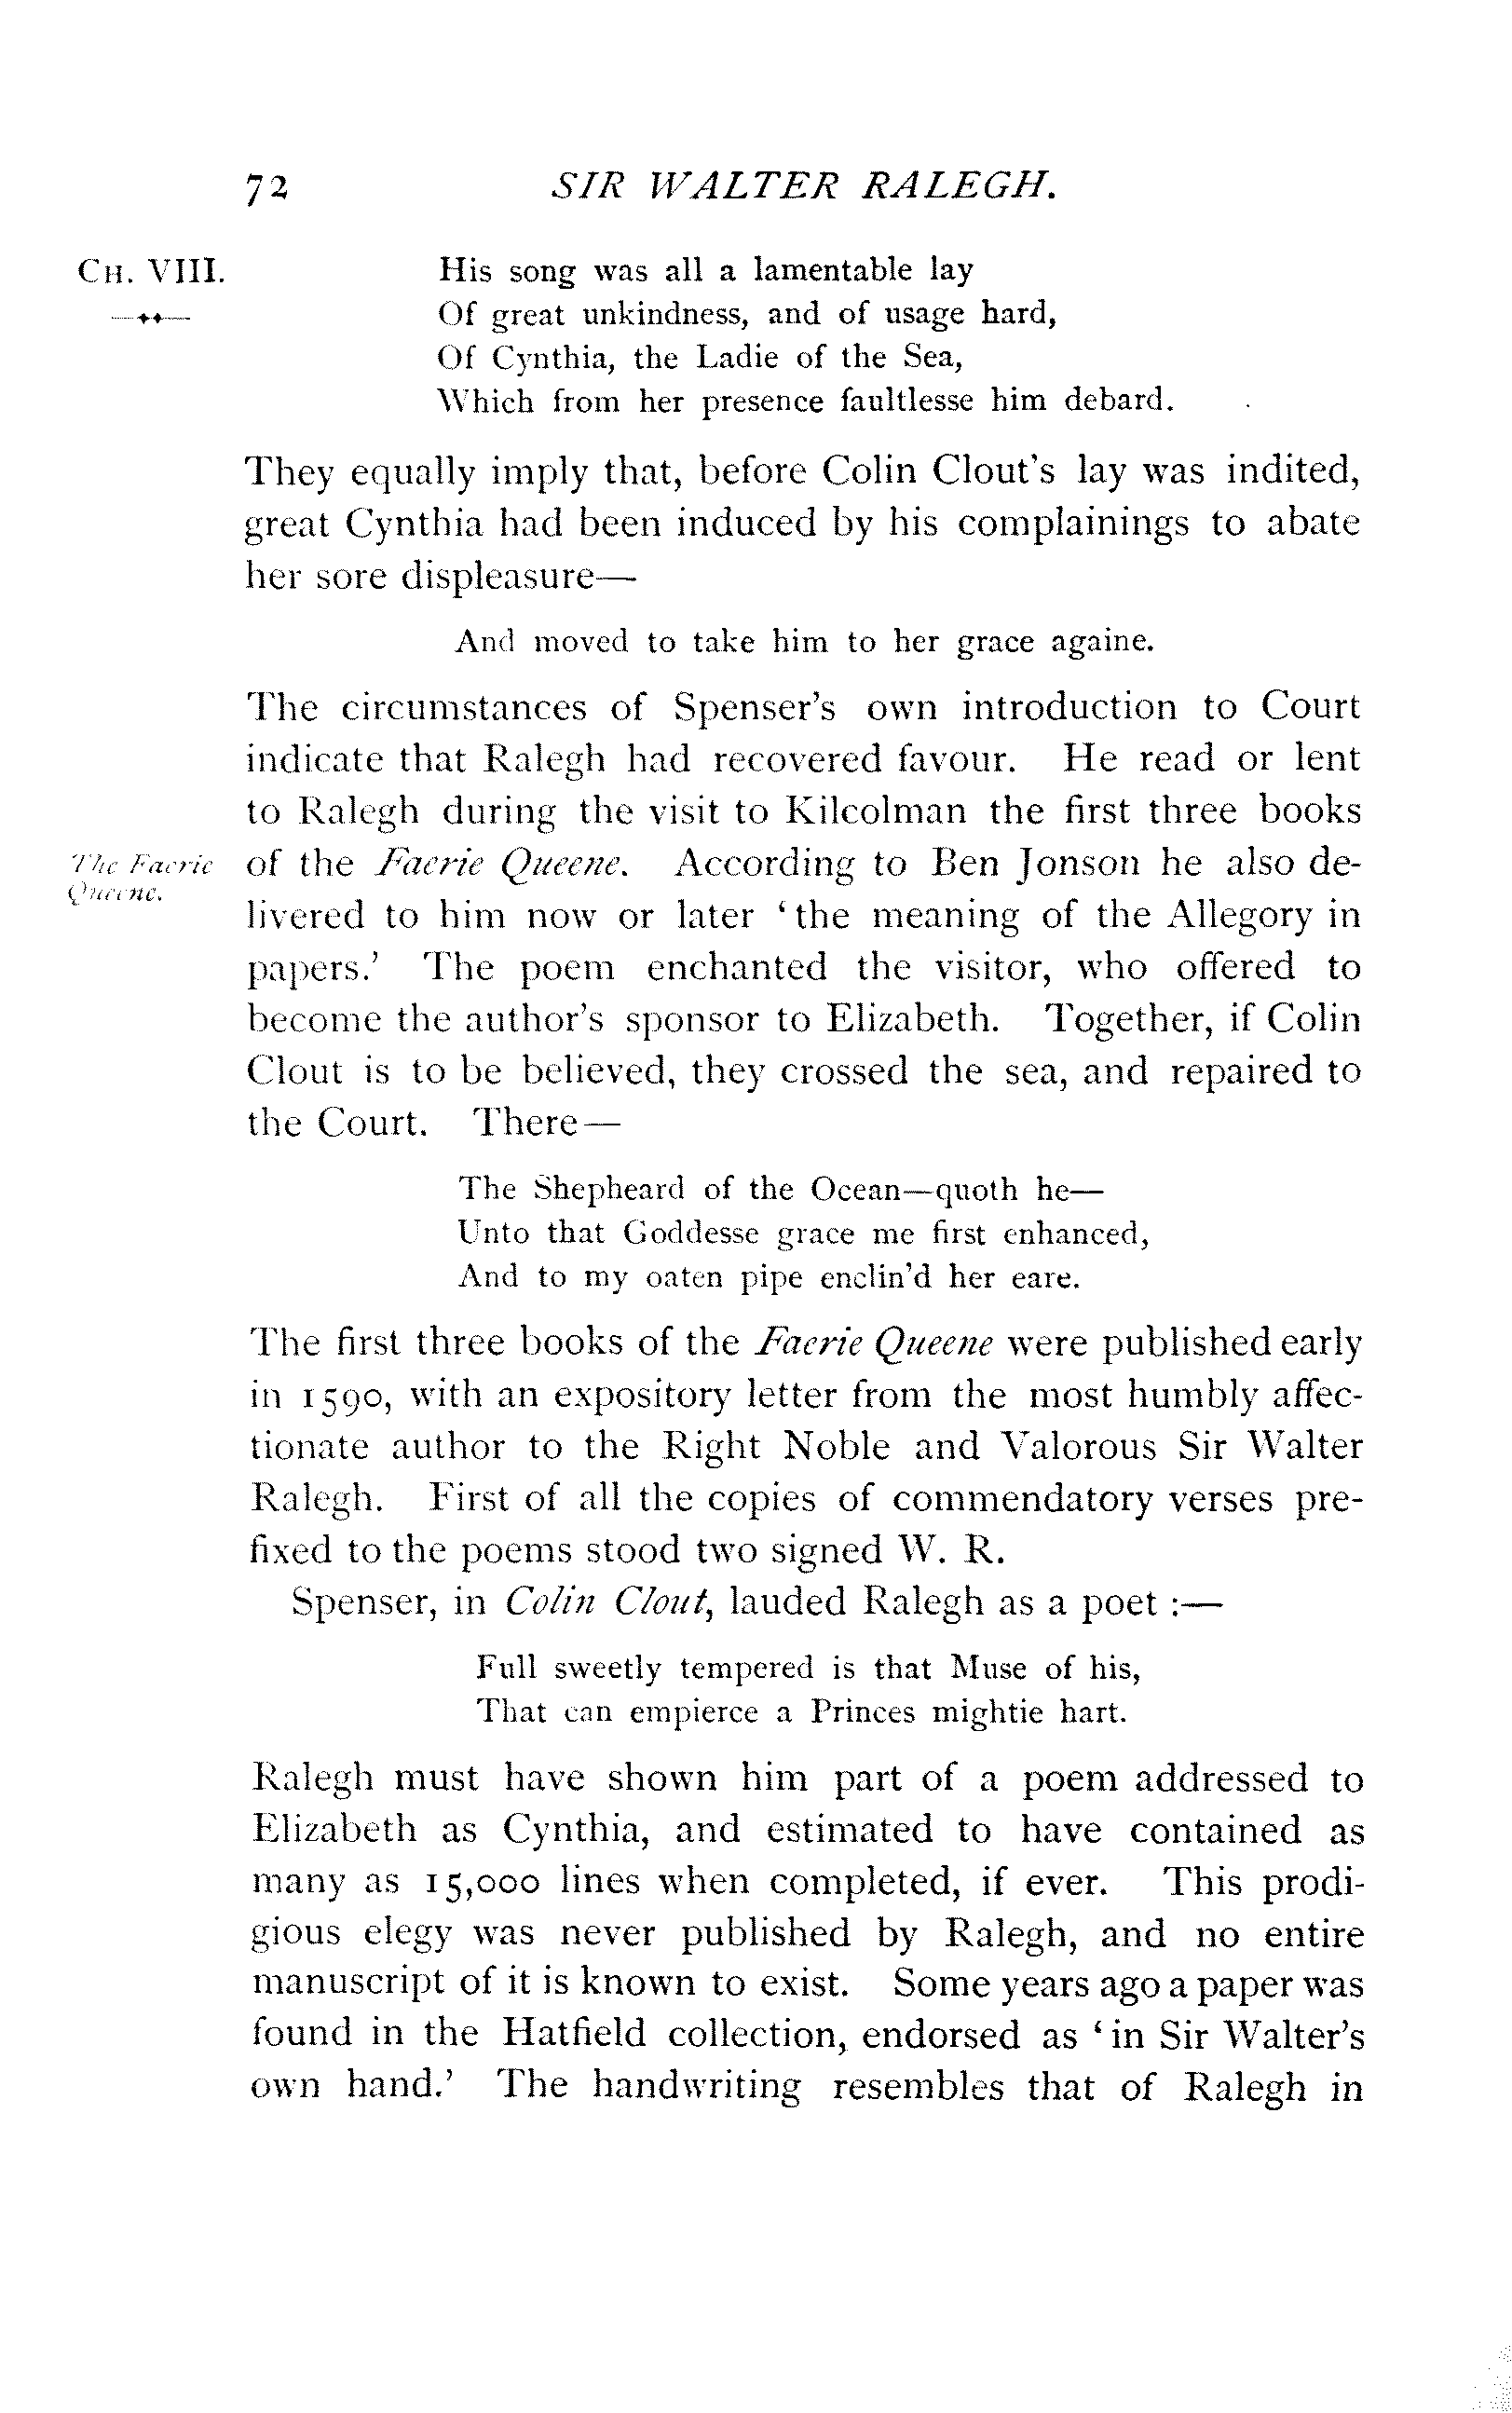 72 SIR WALTER RALEGH.
CH. VIII.
His song was all a lamentable lay
Of great unkindness, and of usage hard,
Of Cynthia, the Ladie of the Sea,
Which from her presence faultlesse him debard.
They equally imply that, before Colin Clout's lay was indited,
great Cynthia had been induced by his complainings to abate
her sore displeasure—
And moved to take him to her grace againe.
The circumstances of Spenser's own introduction to Court
indicate that Ralegh had recovered favour. He read or lent
to Ralegh during the visit to Kilcolman the first three books
The Faerie
Queene.
of the Faerie Queene. According to Ben Jonson he also de-
livered to him now or later ‘the meaning of the Allegory in
papers.’ The poem enchanted the visitor, who offered to
become the author's sponsor to Elizabeth. Together, if Colin
Clout is to be believed, they crossed the sea, and repaired to
the Court. There—
The Shepheard of the Ocean—quoth he—
Unto that Goddesse grace me first enhanced,
And to my oaten pipe enclin'd her eare.
The first three books of the Faerie Queene were published early
in 1590, with an expository letter from the most humbly affec-
tionate author to the Right Noble and Valorous Sir Walter
Ralegh. First of all the copies of commendatory verses pre-
fixed to the poems stood two signed W. R.
Spenser, in Colin Clout, lauded Ralegh as a poet :—
Full sweetly tempered is that Muse of his,
That can empierce a Princes mightie hart.
Ralegh must have shown him part of a poem addressed to
Elizabeth as Cynthia, and estimated to have contained as
many as 15,000 lines when completed, if ever. This prodi-
gious elegy was never published by Ralegh, and no entire
manuscript of it is known to exist. Some years ago a paper was
found in the Hatfield collection, endorsed as ‘in Sir Walter's
own hand.’ The handwriting resembles that of Ralegh in